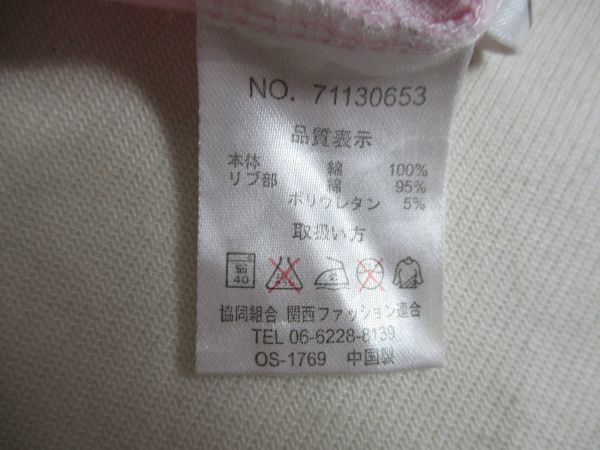 NO. 71130653
品質表示
本体 綿 100%
リブ部 綿 95%
ポリウレタン 5%
取扱い方
40
協同組合 関西ファッション連合
TEL 06-6228-8139
OS-1769 中国製